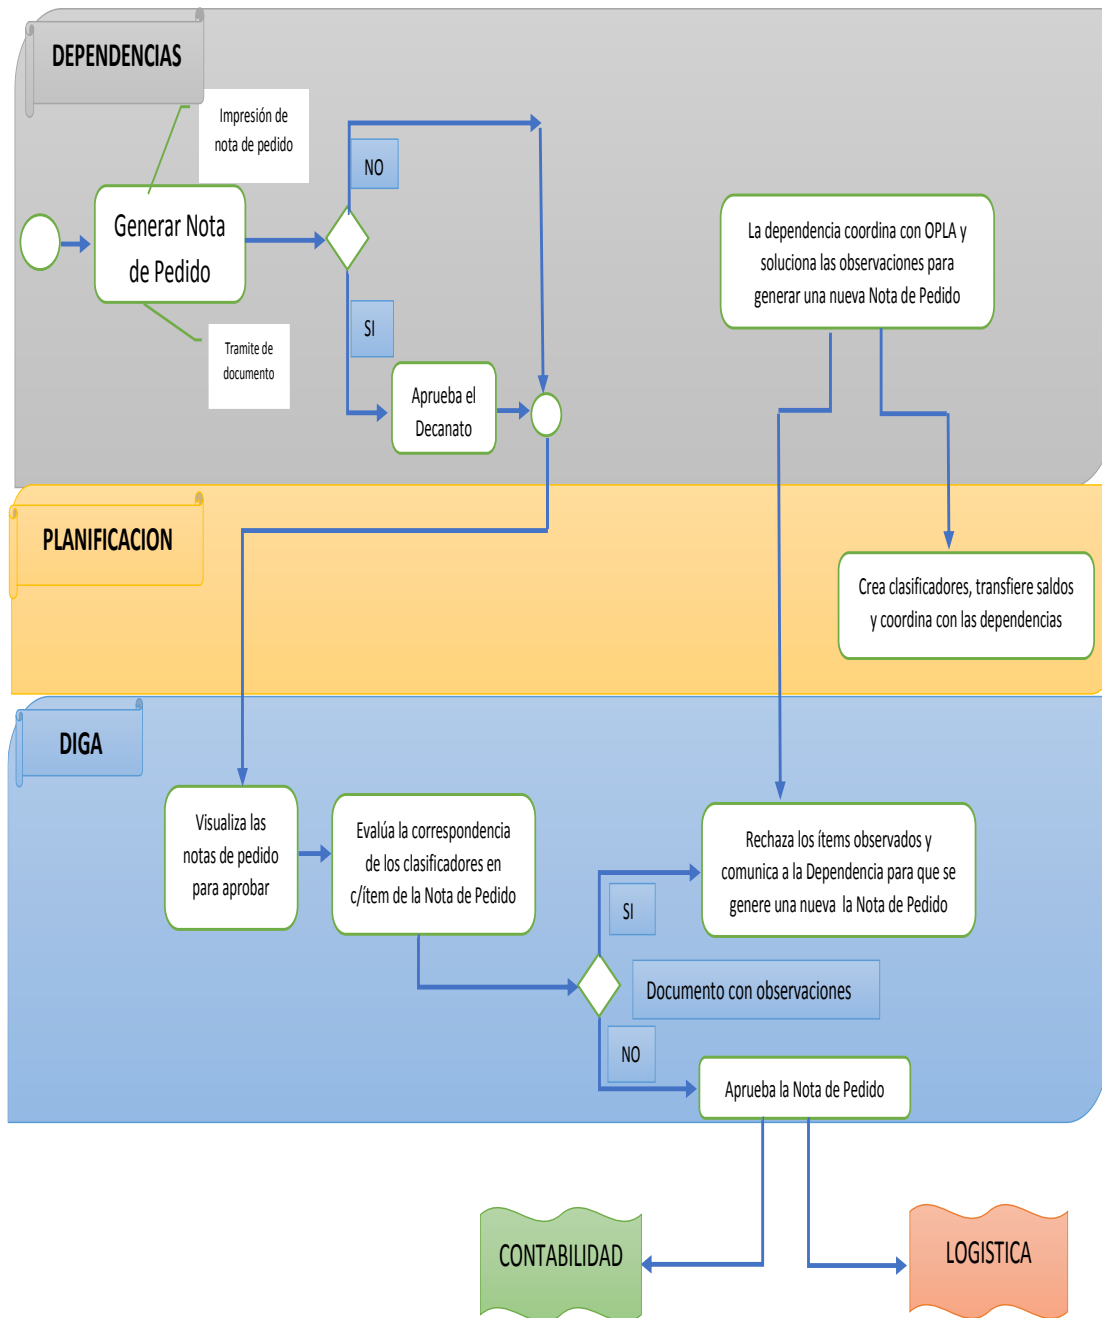 DEPENDENCIAS
Impresión de
nota de pedido
NO
Generar Nota
de Pedido
La dependencia coordina con OPLA y
soluciona las observaciones para
generar una nueva Nota de Pedido
SI
Tramite de
documento
Aprueba el
Decanato
PLANIFICACION
Crea clasificadores, transfiere saldos
y coordina con las dependencias
DIGA
Visualiza las
notas de pedido
para aprobar
Evalúa la correspondencia
de los clasificadores en
c/ítem de la Nota de Pedido
Rechaza los ítems observados y
comunica a la Dependencia para que se
genere una nueva la Nota de Pedido
SI
Documento con observaciones
NO
Aprueba la Nota de Pedido
CONTABILIDAD
LOGISTICA